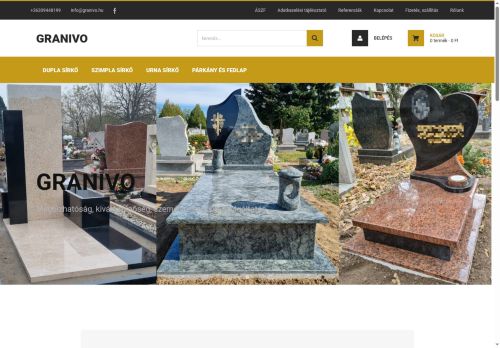 +36209448199 info@granivo.hu ÁSZF Adatkezelési tájékoztató Referenciák Kapcsolat Fizetés, szállítás Rólunk
GRANIVO
keresés...
BELÉPÉS
KOSÁR
0 termék - 0 Ft
DUPLA SÍRKŐ SZIMPLA SÍRKŐ URNA SÍRKŐ PÁRKÁNY ÉS FEDLAP
GRANIVO